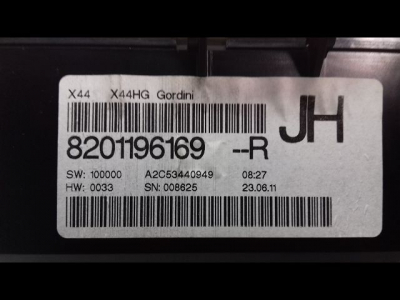 X44 X44HG Gordini
JH
8201196169 --R
SW: 100000 A2C53440949 08:27
HW: 0033 SN: 008625 23.06.11